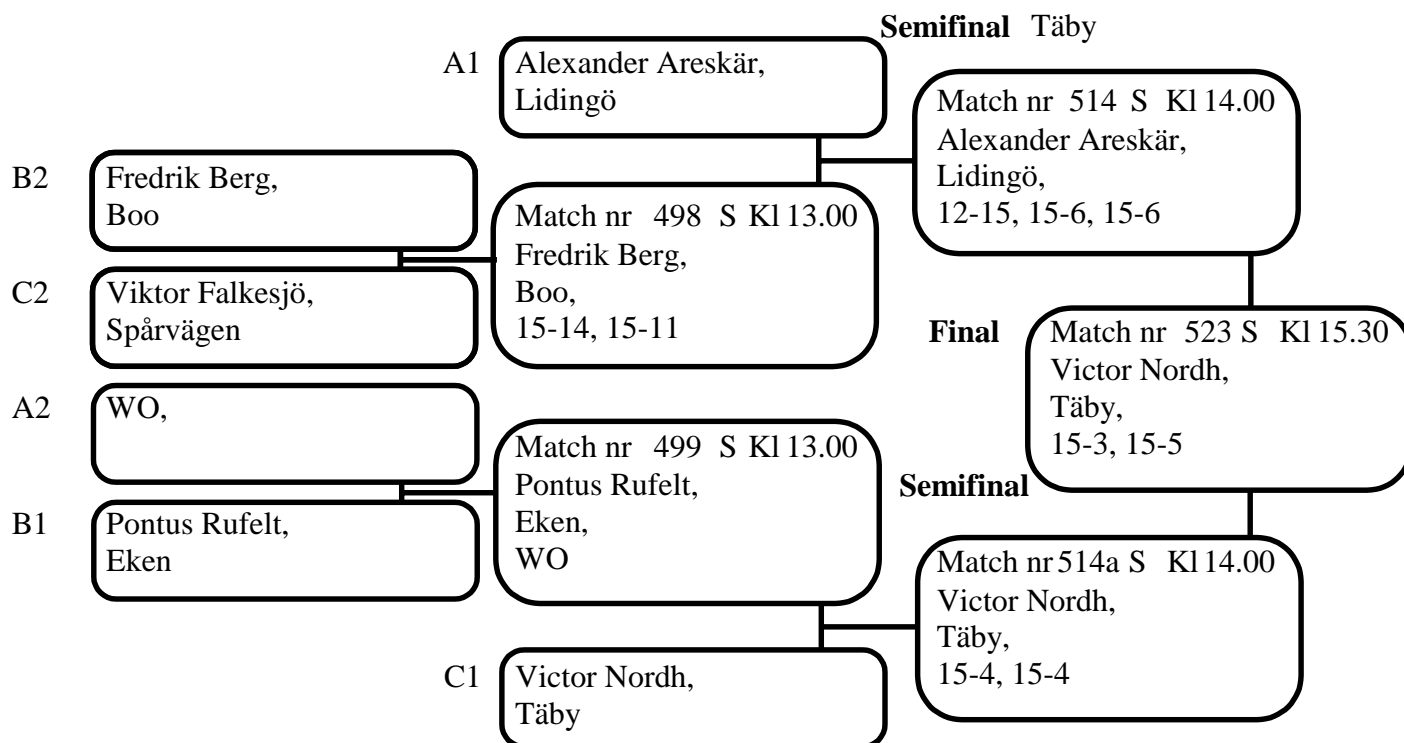 Semifinal Täby
A1 Alexander Areskär,
Lidingö
Match nr 514 S Kl 14.00
Alexander Areskär,
Lidingö,
12-15, 15-6, 15-6
B2 Fredrik Berg,
Boo
Match nr 498 S Kl 13.00
Fredrik Berg,
Boo,
15-14, 15-11
C2 Viktor Falkesjö,
Spårvägen
Final Match nr 523 S Kl 15.30
Victor Nordh,
Täby,
15-3, 15-5
A2 WO,
Match nr 499 S Kl 13.00
Pontus Rufelt,
Eken,
WO
Semifinal
B1 Pontus Rufelt,
Eken
Match nr 514a S Kl 14.00
Victor Nordh,
Täby,
15-4, 15-4
C1 Victor Nordh,
Täby